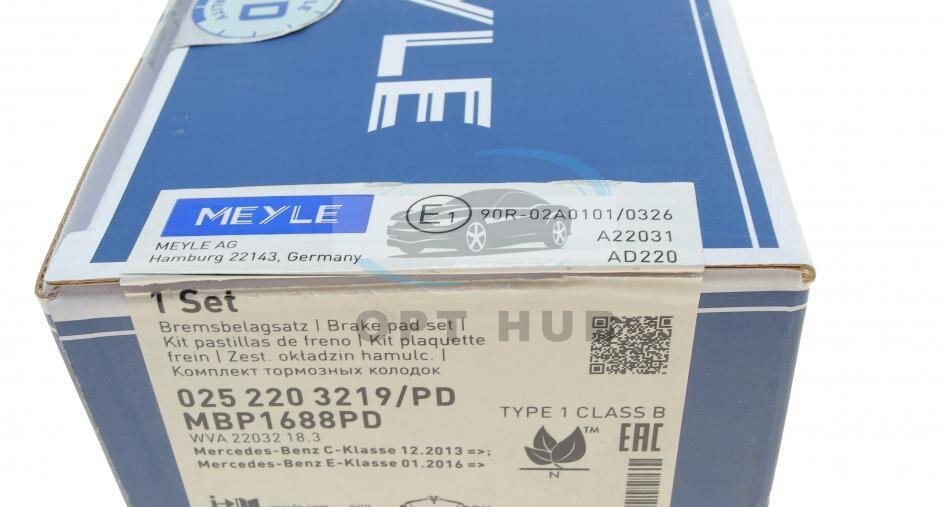 YLE
D
MEYLE
MEYLE AG
Hamburg 22143, Germany
E1
90R-02A0101/0326
A22031
AD220
1 Set
Bremsbelagsatz | Brake pad set |
Kit pastillas de freno | Kit plaquette
frein | Zest. okładzin hamulc. |
Комплект тормозных колодок
OPT HUB
025 220 3219/PD
MBP1688PD
WVA 22032 18.3
Mercedes-Benz C-Klasse 12.2013 =>;
Mercedes-Benz E-Klasse 01.2016 =>
TYPE 1 CLASS B
TM
N
EAC